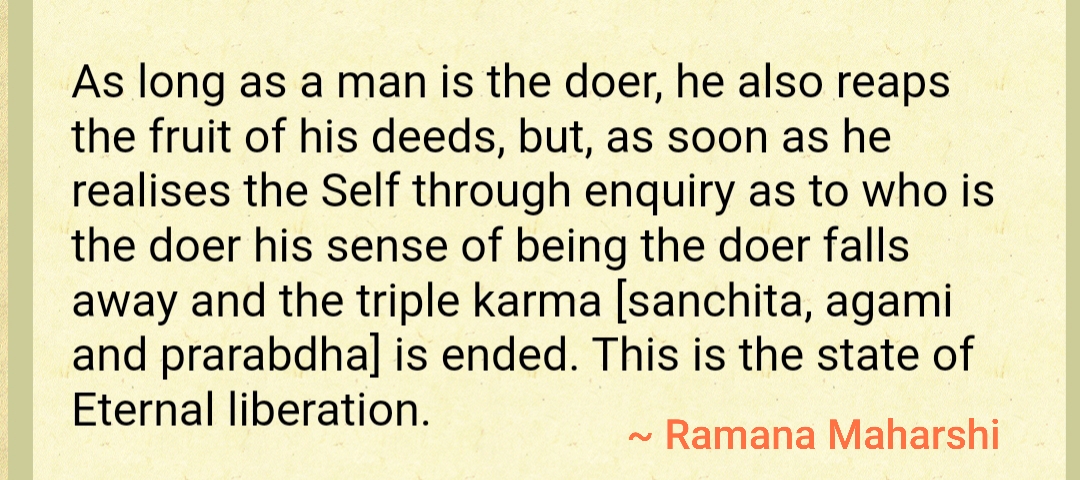 As long as a man is the doer, he also reaps
the fruit of his deeds, but, as soon as he
realises the Self through enquiry as to who is
the doer his sense of being the doer falls
away and the triple karma [sanchita, agami
and prarabdha] is ended. This is the state of
Eternal liberation.
~ Ramana Maharshi